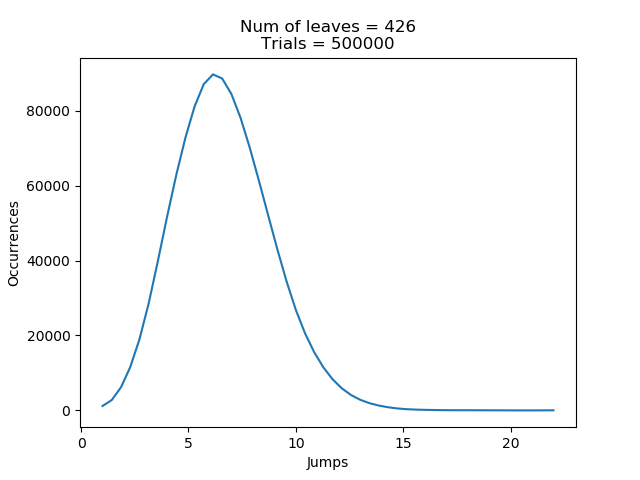 Num of leaves = 426
Trials = 500000
80000
60000
40000
20000
0
Occurrences
0 5 10 15 20
Jumps